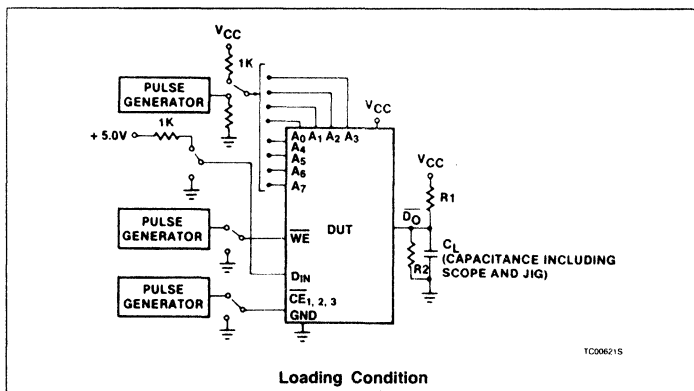 VCC
1K
PULSE
GENERATOR
1K
+ 5.0V
VCC
A0 A1 A2 A3
A4
A5
A6
A7
VCC
R1
DO
DUT
WE
PULSE
GENERATOR
R2
CL
(CAPACITANCE INCLUDING
SCOPE AND JIG)
DIN
PULSE
GENERATOR
CE1, 2, 3
GND
TC00621S
Loading Condition